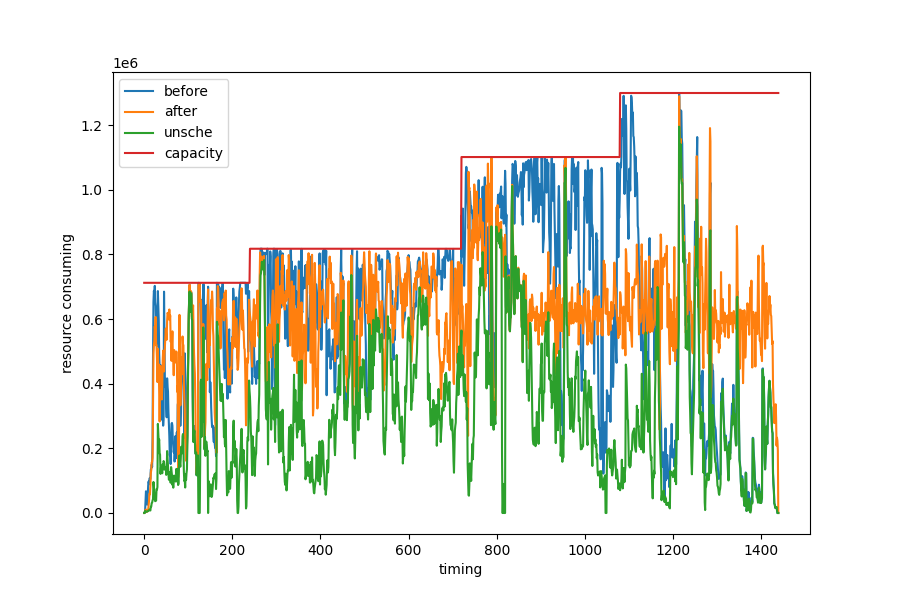 1e6
before
after
unsche
capacity
1.2
1.0
0.8
0.6
0.4
0.2
0.0
resource consuming
0 200 400 600 800 1000 1200 1400
timing